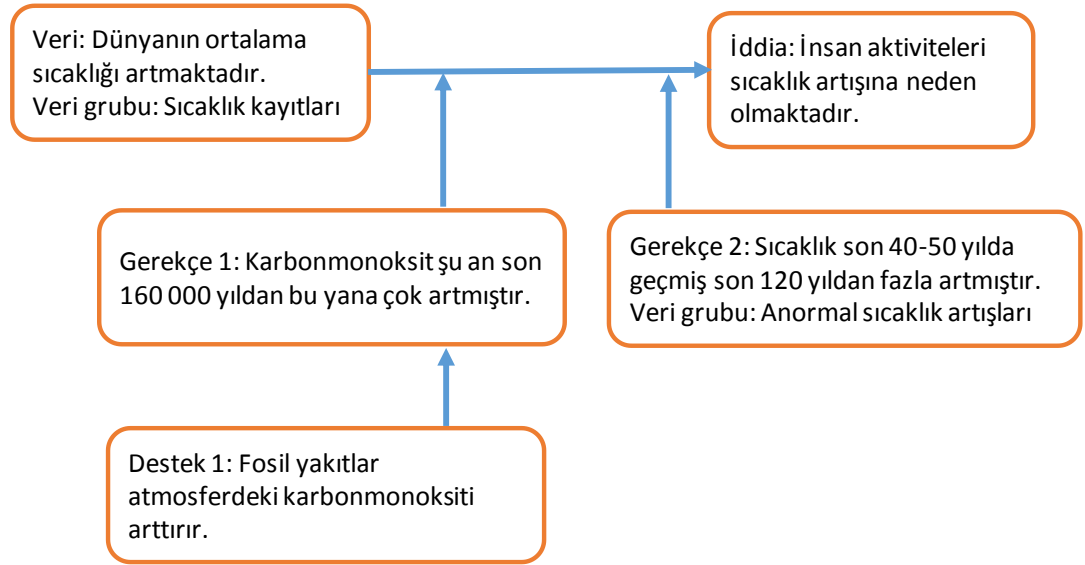 Veri: Dünyanın ortalama
sıcaklığı artmaktadır.
Veri grubu: Sıcaklık kayıtları
İddia: İnsan aktiviteleri
sıcaklık artışına neden
olmaktadır.
Gerekçe 1: Karbonmonoksit şu an son
160 000 yıldan bu yana çok artmıştır.
Gerekçe 2: Sıcaklık son 40-50 yılda
geçmiş son 120 yıldan fazla artmıştır.
Veri grubu: Anormal sıcaklık artışları
Destek 1: Fosil yakıtlar
atmosferdeki karbonmonoksiti
arttırır.